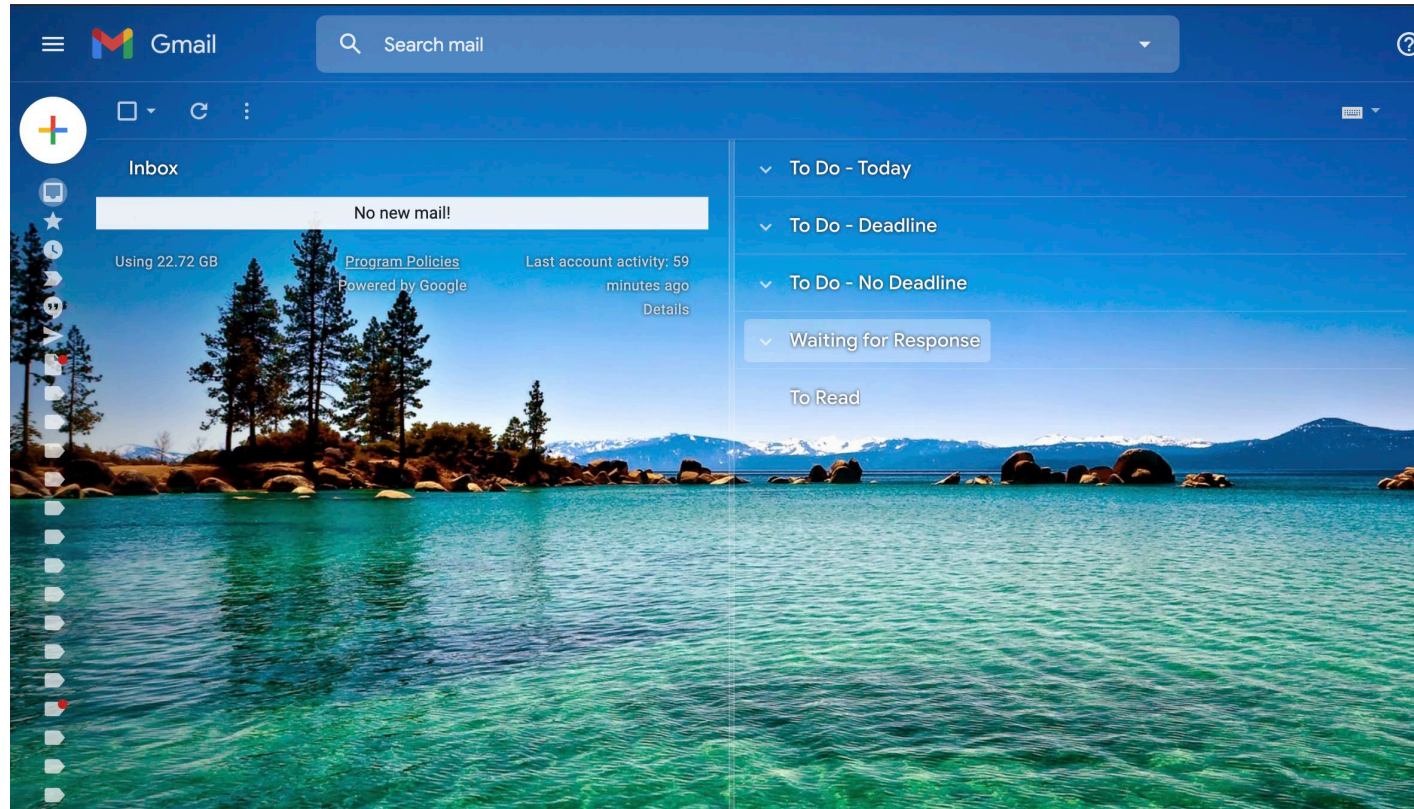 Gmail
Search mail
Inbox
No new mail!
Using 22.72 GB
Program Policies
Powered by Google
Last account activity: 59
minutes ago
Details
To Do - Today
To Do - Deadline
To Do - No Deadline
Waiting for Response
To Read